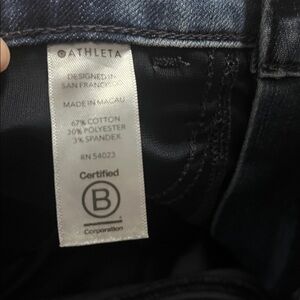 ATHLETA
DESIGNED IN
SAN FRANCISCO
MADE IN MACAU
67% COTTON
30% POLYESTER
3% SPANDEX
RN 54023
Certified
B
Corporation